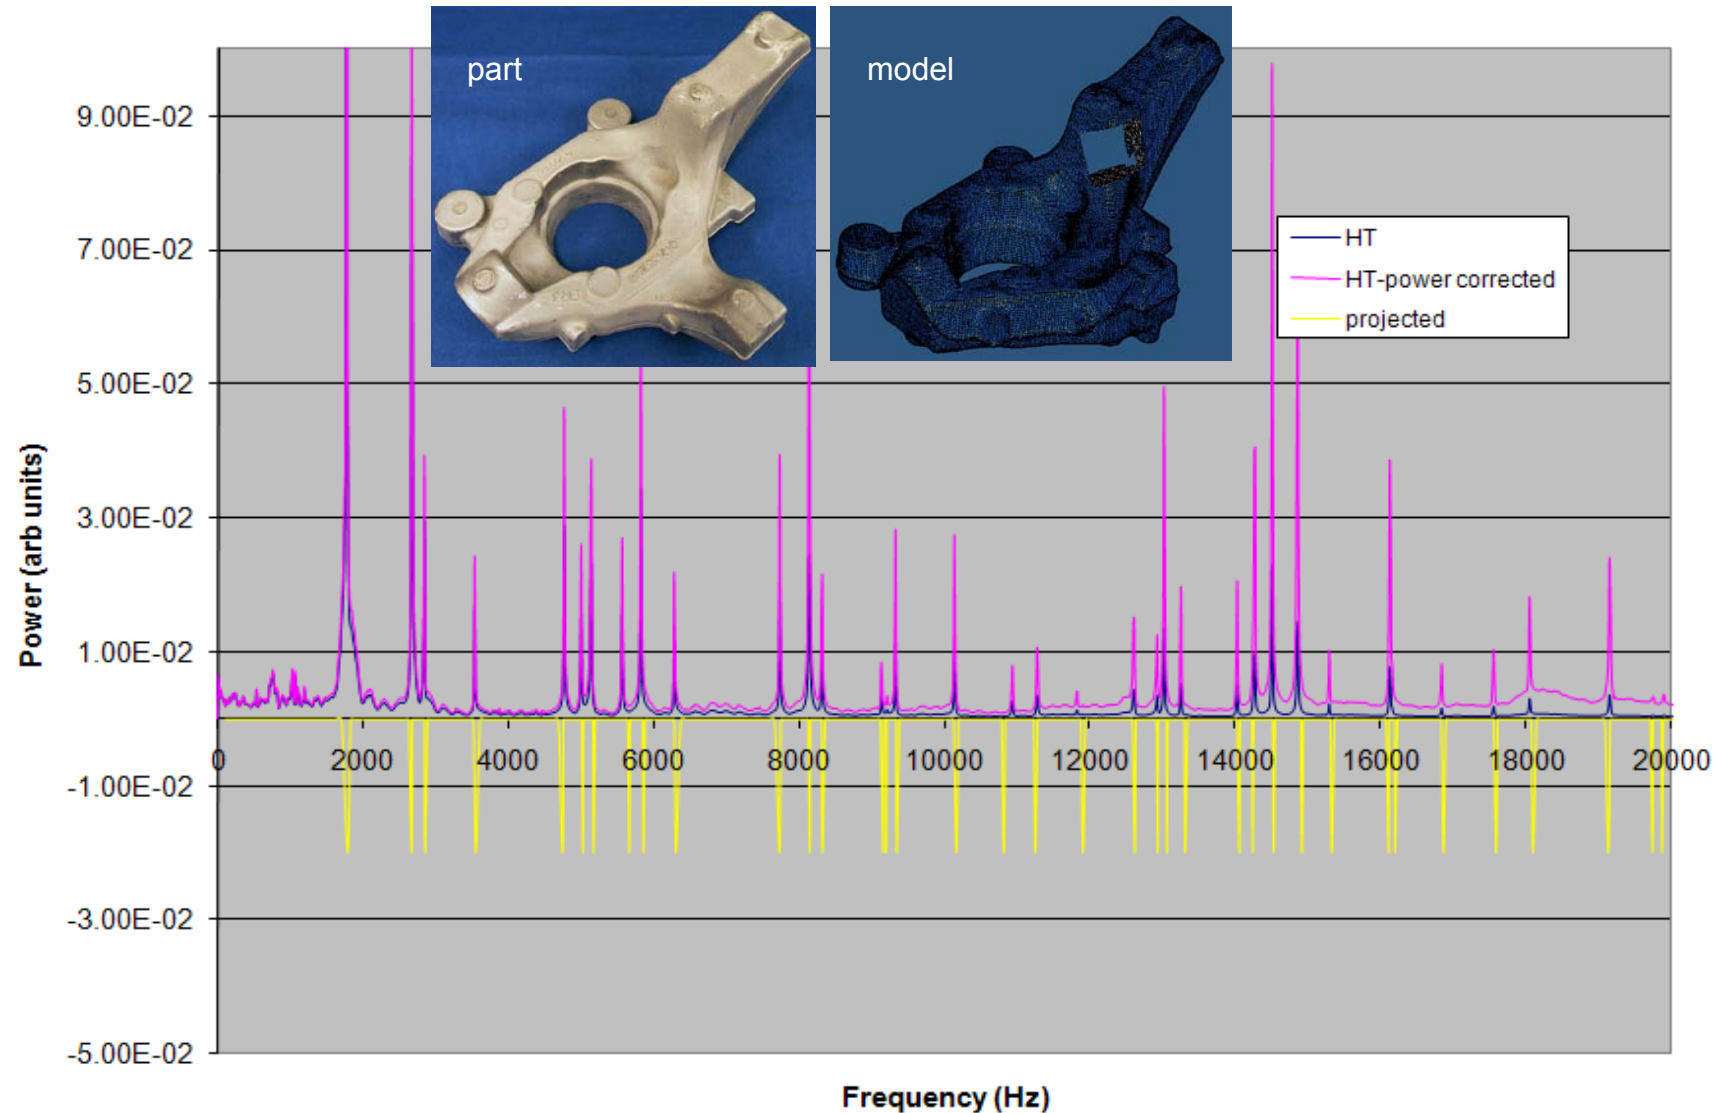 part
model
9.00E-02
7.00E-02
5.00E-02
3.00E-02
1.00E-02
-1.00E-02
-3.00E-02
-5.00E-02
Power (arb units)
HT
HT-power corrected
projected
0 2000 4000 6000 8000 10000 12000 14000 16000 18000 20000
Frequency (Hz)